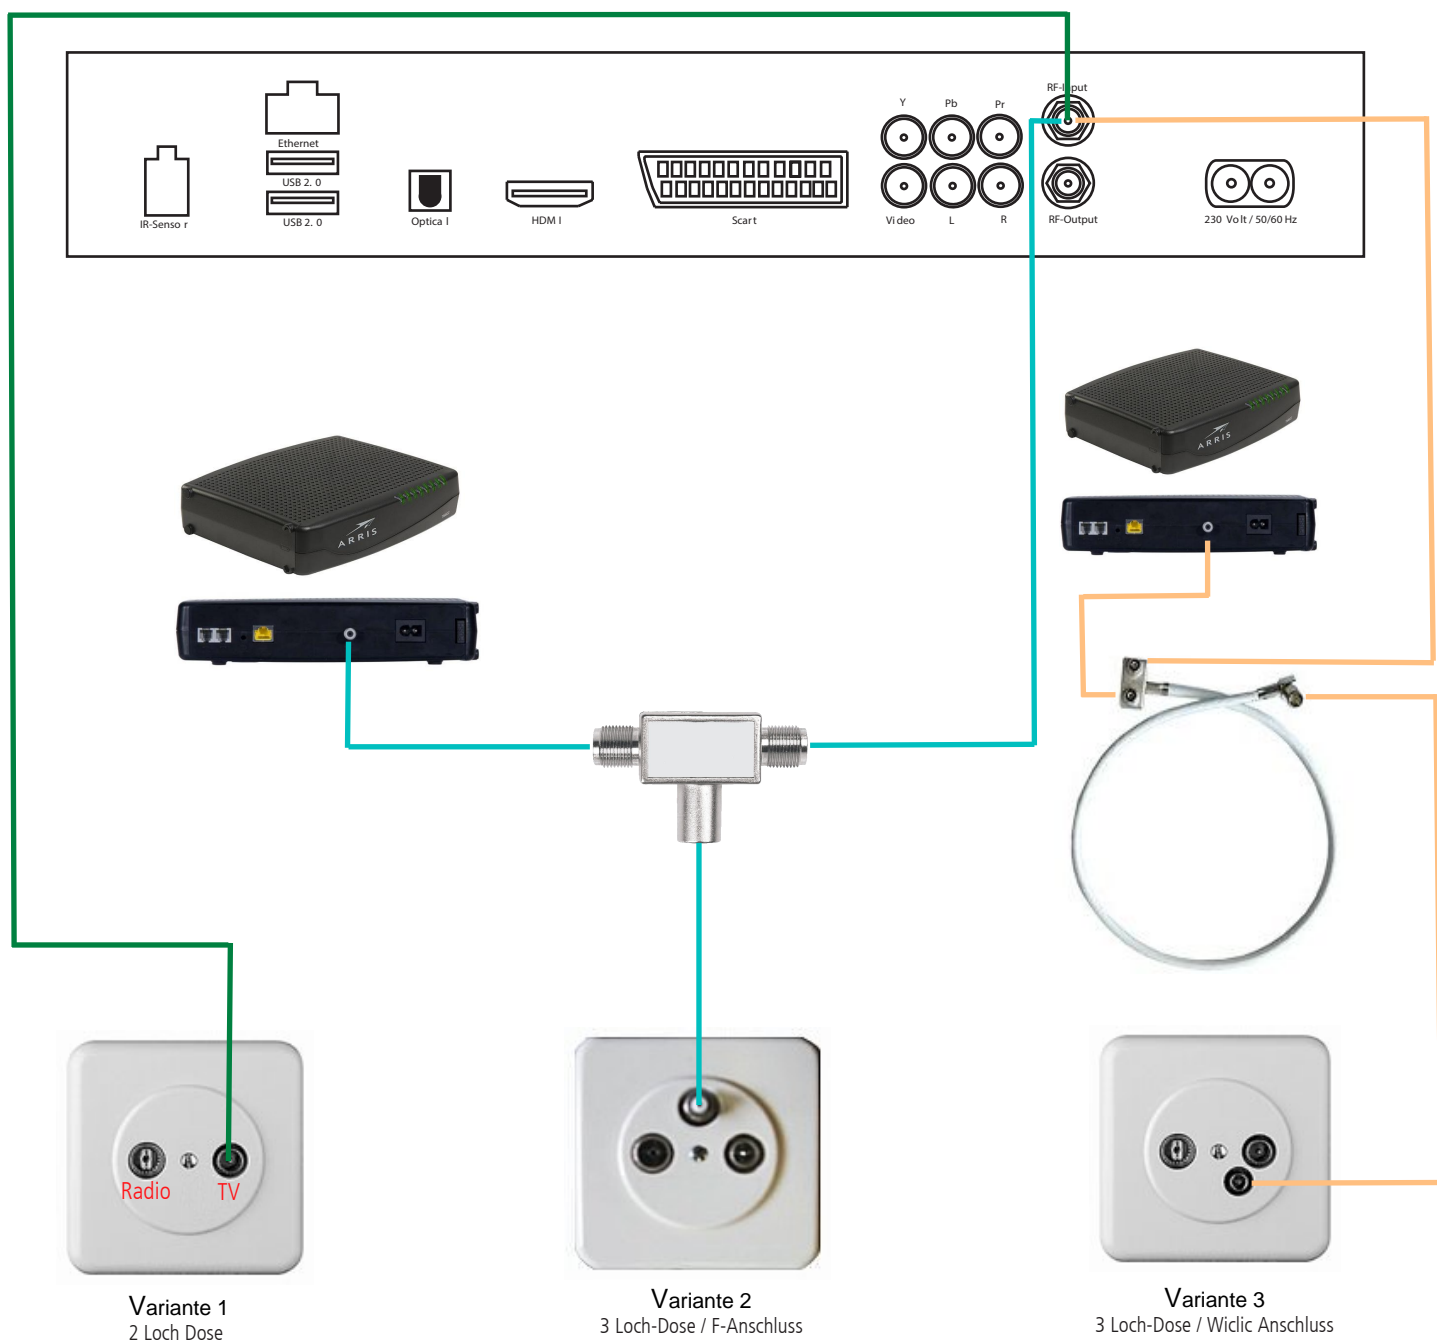 RF-Input
Y
Pb
Pr
Ethernet
USB 2. 0
USB 2. 0
IR-Senso r
Optica l
HDM I
Scar t
Vi deo
L
R
RF-Output
230 Vo lt / 50/60 Hz
ARRIS
ARRIS
Radio
TV
Variante 1
2 Loch Dose
Variante 2
3 Loch-Dose / F-Anschluss
Variante 3
3 Loch-Dose / Wiclic Anschluss